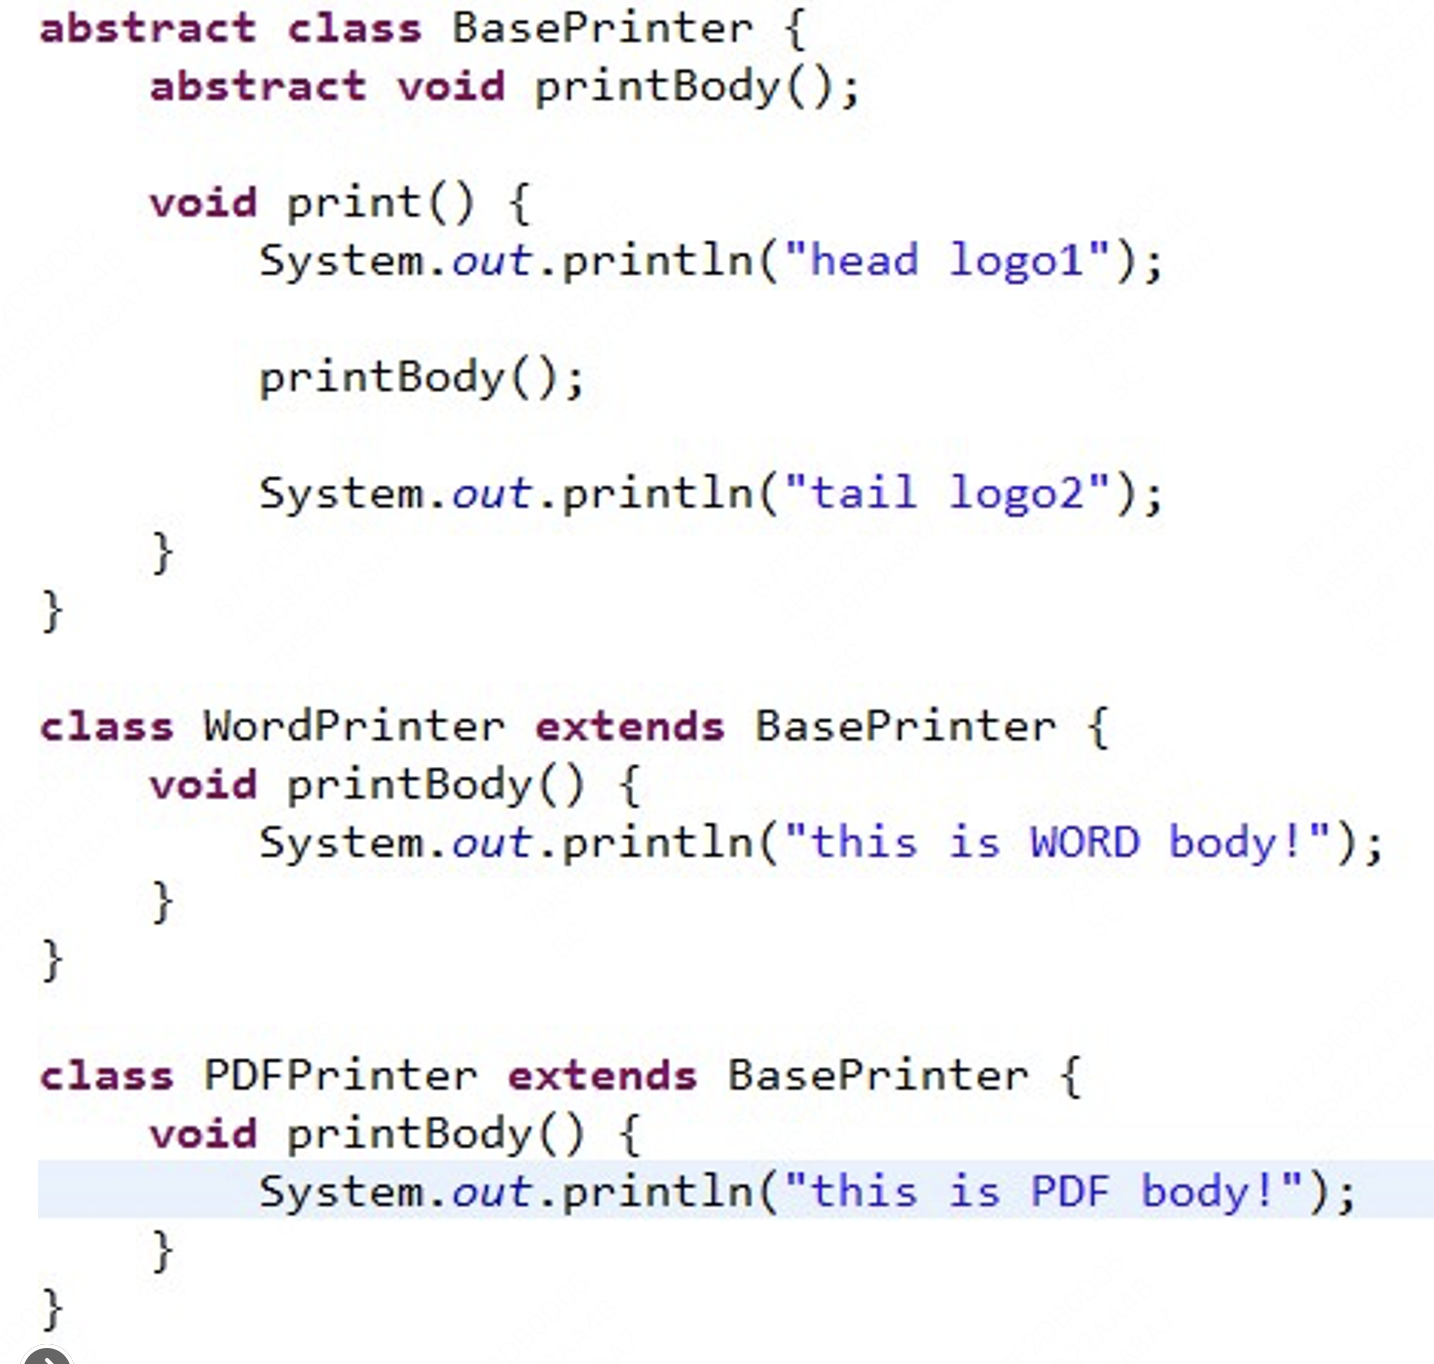 abstract class BasePrinter {
    abstract void printBody();

    void print() {
        System.out.println("head logo1");

        printBody();

        System.out.println("tail logo2");
    }
}

class WordPrinter extends BasePrinter {
    void printBody() {
        System.out.println("this is WORD body!");
    }
}

class PDFPrinter extends BasePrinter {
    void printBody() {
        System.out.println("this is PDF body!");
    }
}